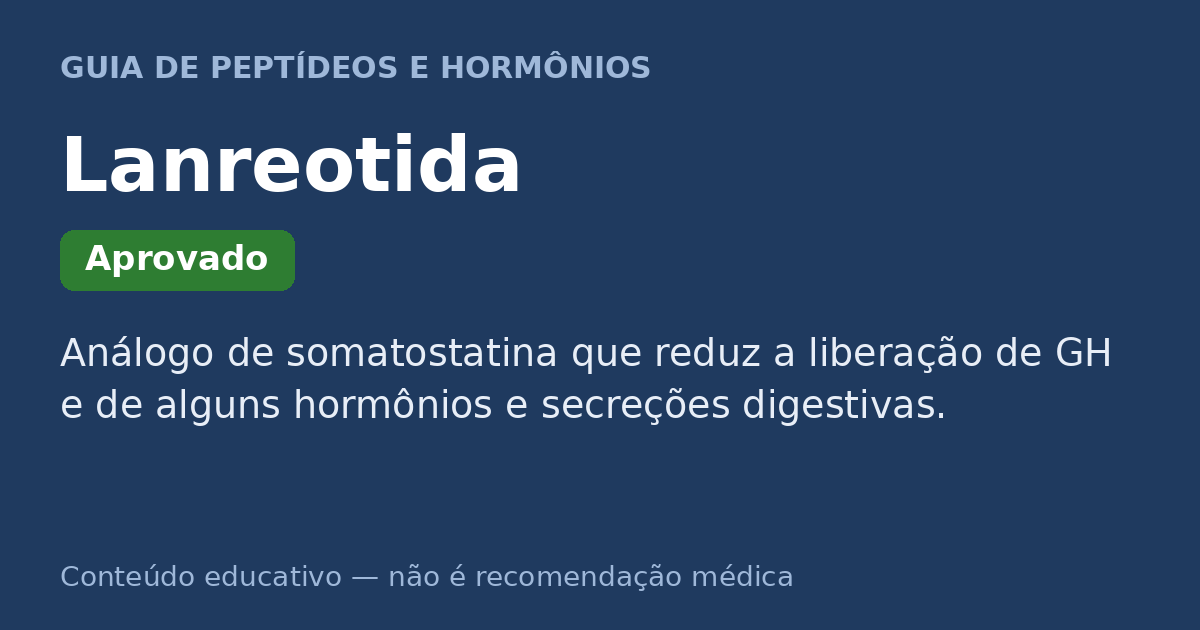 GUIA DE PEPTÍDEOS E HORMÔNIOS
Lanreotida
Aprovado
Análogo de somatostatina que reduz a liberação de GH
e de alguns hormônios e secreções digestivas.
Conteúdo educativo — não é recomendação médica